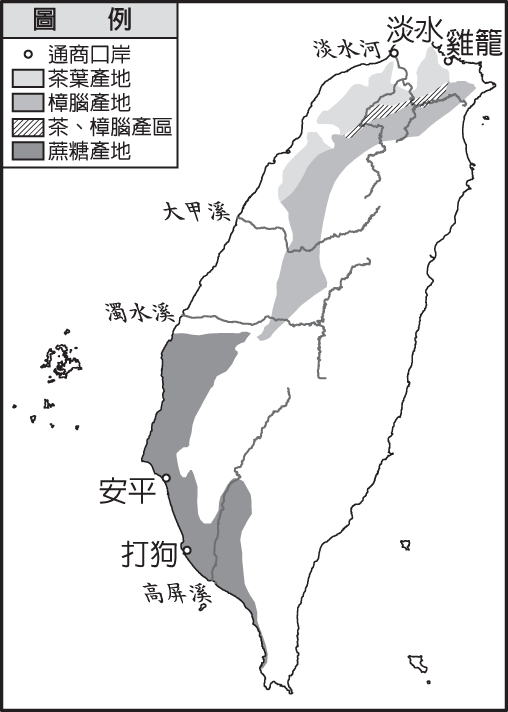 圖 例
通商口岸
茶葉產地
樟腦產地
茶、樟腦產區
蔗糖產地
淡水
雞籠
淡水河
大甲溪
濁水溪
安平
打狗
高屏溪